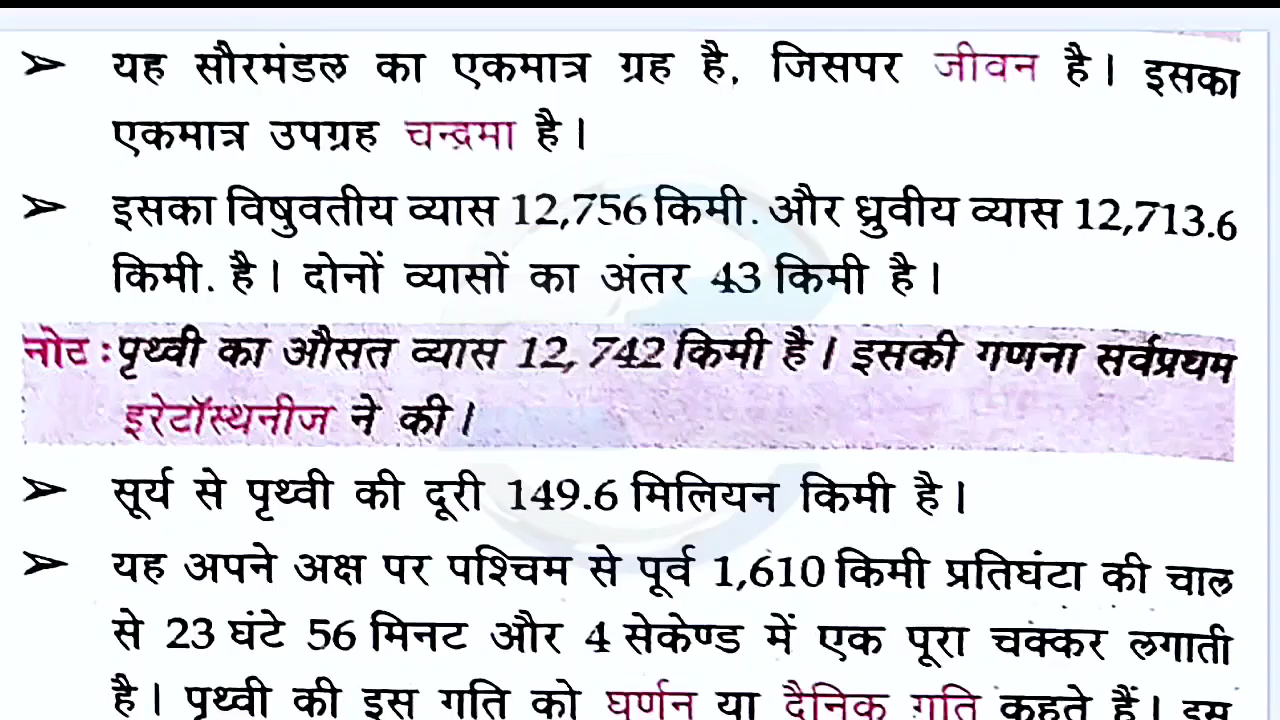 ➢ यह सौरमंडल का एकमात्र ग्रह है, जिसपर जीवन है। इसका
एकमात्र उपग्रह चन्द्रमा है।
➢ इसका विषुवतीय व्यास 12,756 किमी. और ध्रुवीय व्यास 12,713.6
किमी. है। दोनों व्यासों का अंतर 43 किमी है।
नोट : पृथ्वी का औसत व्यास 12,742 किमी है। इसकी गणना सर्वप्रथम
इरेटॉस्थनीज ने की।
➢ सूर्य से पृथ्वी की दूरी 149.6 मिलियन किमी है।
➢ यह अपने अक्ष पर पश्चिम से पूर्व 1,610 किमी प्रतिघंटा की चाल
से 23 घंटे 56 मिनट और 4 सेकेण्ड में एक पूरा चक्कर लगाती
है। पृथ्वी की इस गति को घूर्णन या दैनिक गति कहते हैं। इस